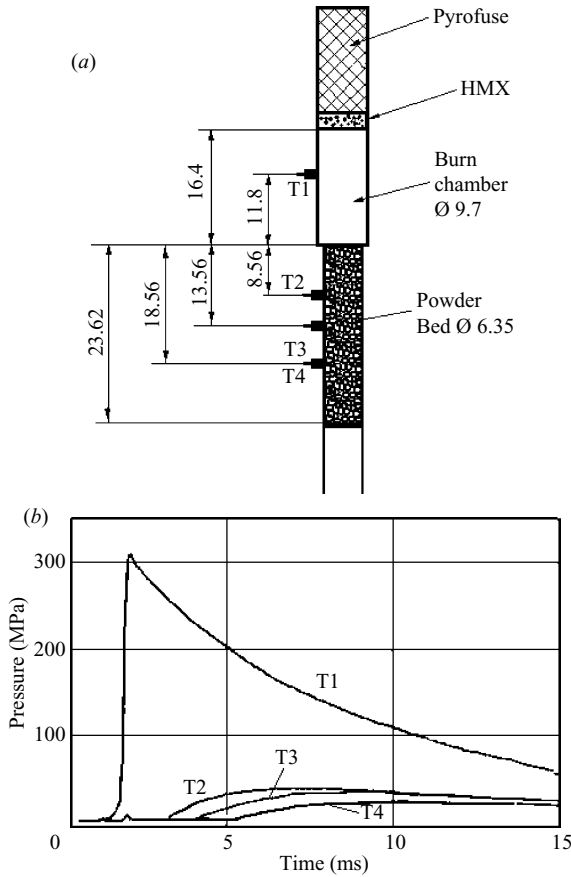 (a)
Pyrofuse
HMX
Burn
chamber
Ø 9.7
16.4
11.8
T1
23.62
18.56
13.56
8.56
T2
T3
T4
Powder
Bed Ø 6.35
(b)
Pressure (MPa)
300
200
100
0
T1
T2
T3
T4
5
10
15
Time (ms)